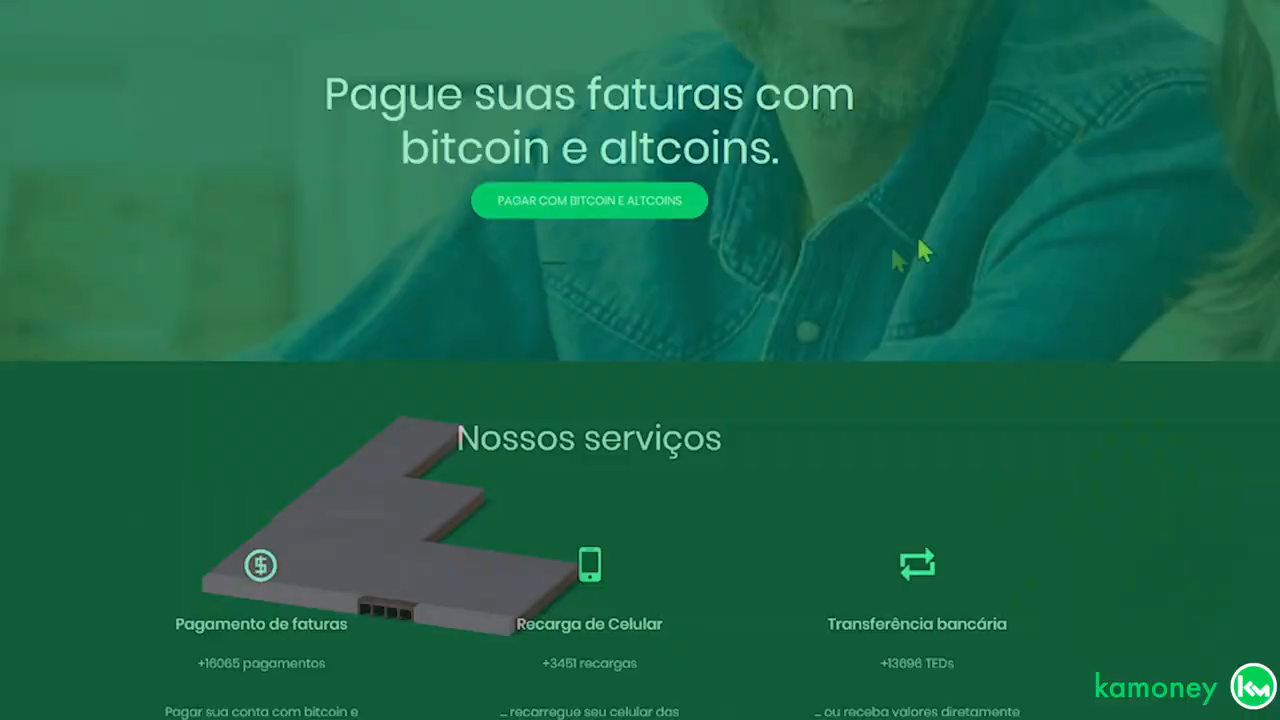 Pague suas faturas com
bitcoin e altcoins.
PAGAR COM BITCOIN E ALTCOINS
Nossos serviços
Pagamento de faturas
Recarga de Celular
Transferência bancária
+16065 pagamentos
+3451 recargas
+13696 TEDs
Pagar sua conta com bitcoin e
... recarregue seu celular das
... ou receba valores diretamente
kamoney